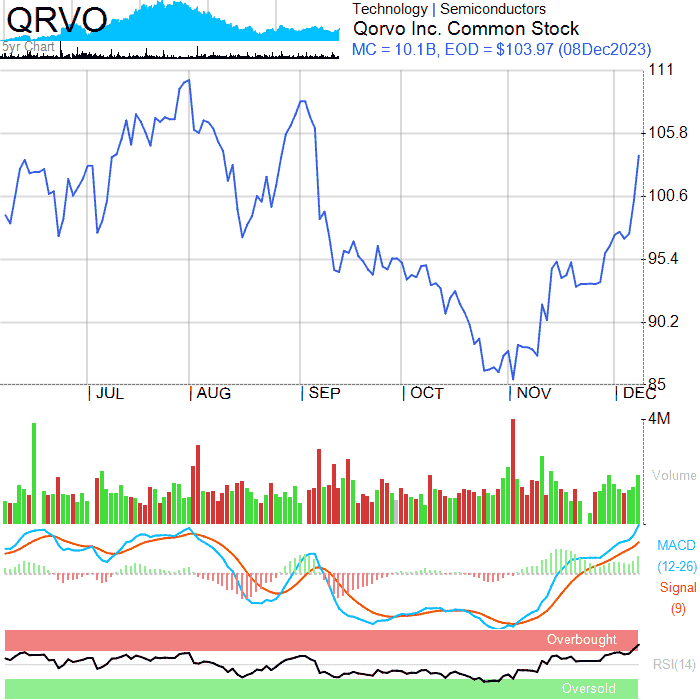 QRVO
5yr Chart
Technology | Semiconductors
Qorvo Inc. Common Stock
MC = 10.1B, EOD = $103.97 (08Dec2023)
111
105.8
100.6
95.4
90.2
85
JUL
AUG
SEP
OCT
NOV
DEC
4M
Volume
MACD
(12-26)
Signal
(9)
Overbought
RSI(14)
Oversold